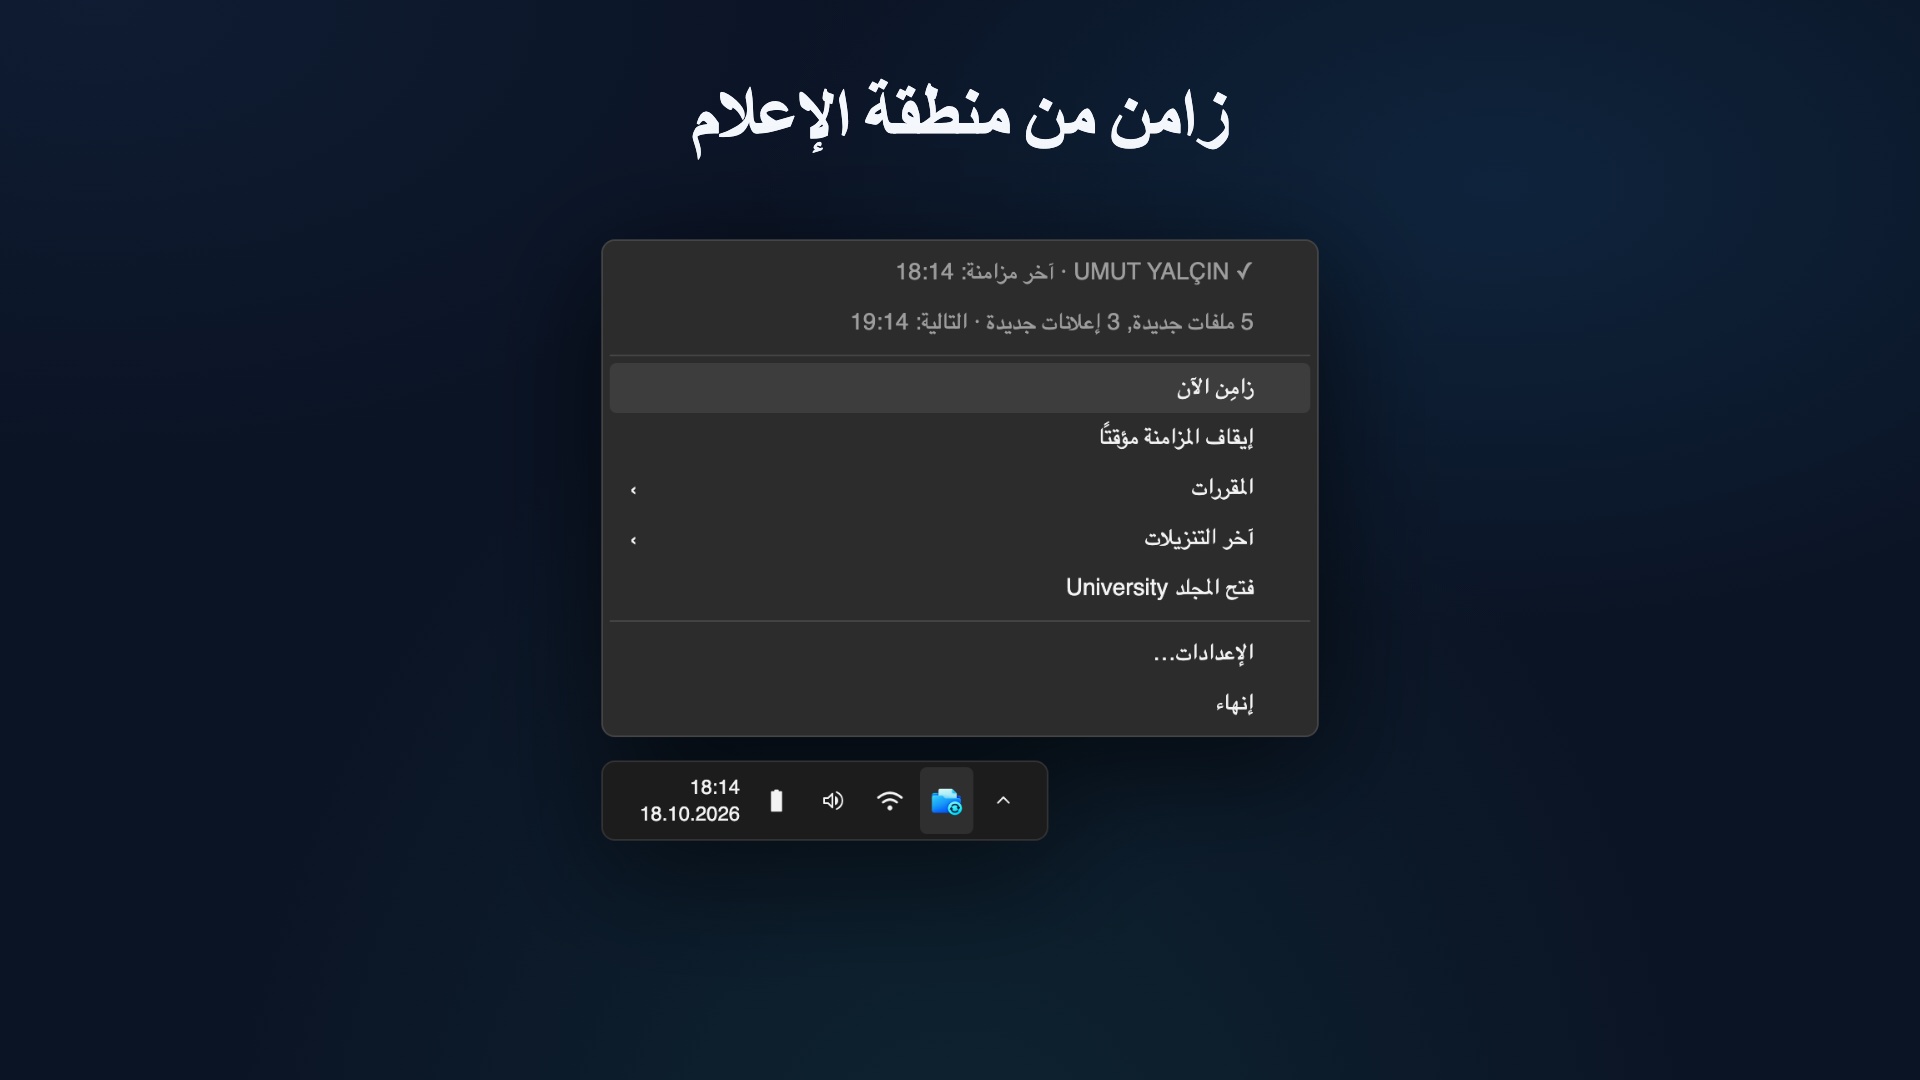 زامن من منطقة الإعلام
✓ UMUT YALÇIN · آخر مزامنة: 18:14
5 ملفات جديدة, 3 إعلانات جديدة · التالية: 19:14
زامِن الآن
إيقاف المزامنة مؤقتًا
المقررات
آخر التنزيلات
فتح المجلد University
الإعدادات...
إنهاء
18:14
18.10.2026